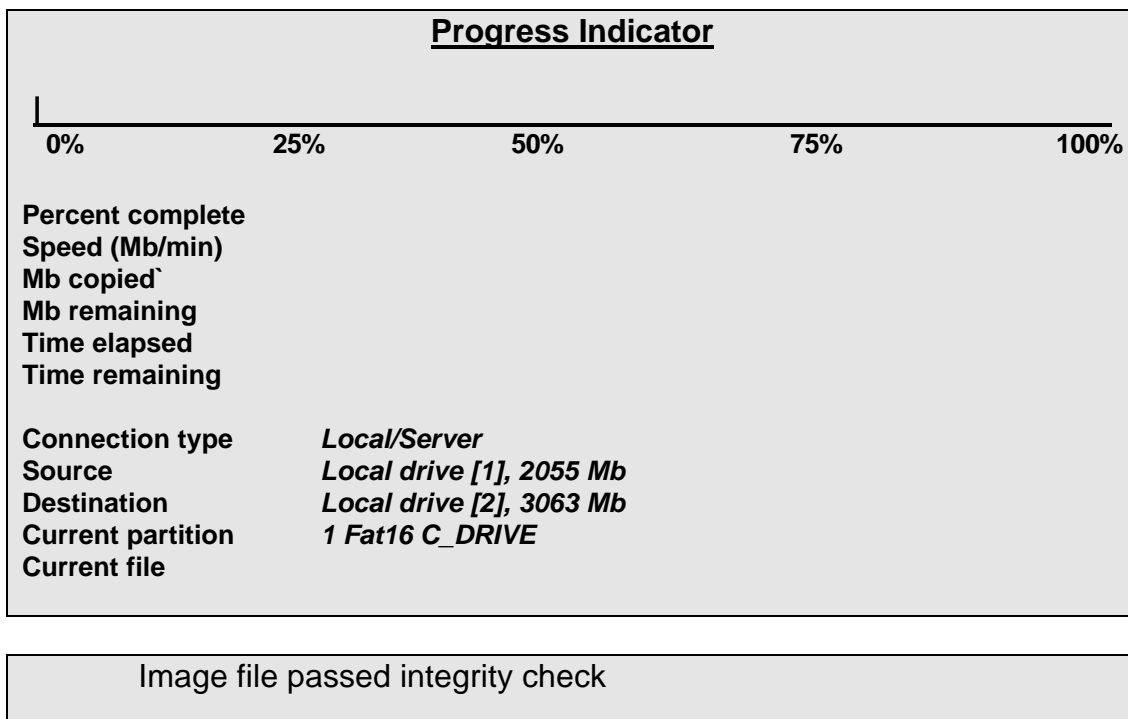 Progress Indicator
0% 25% 50% 75% 100%
Percent complete
Speed (Mb/min)
Mb copied`
Mb remaining
Time elapsed
Time remaining
Connection type Local/Server
Source Local drive [1], 2055 Mb
Destination Local drive [2], 3063 Mb
Current partition 1 Fat16 C_DRIVE
Current file
Image file passed integrity check